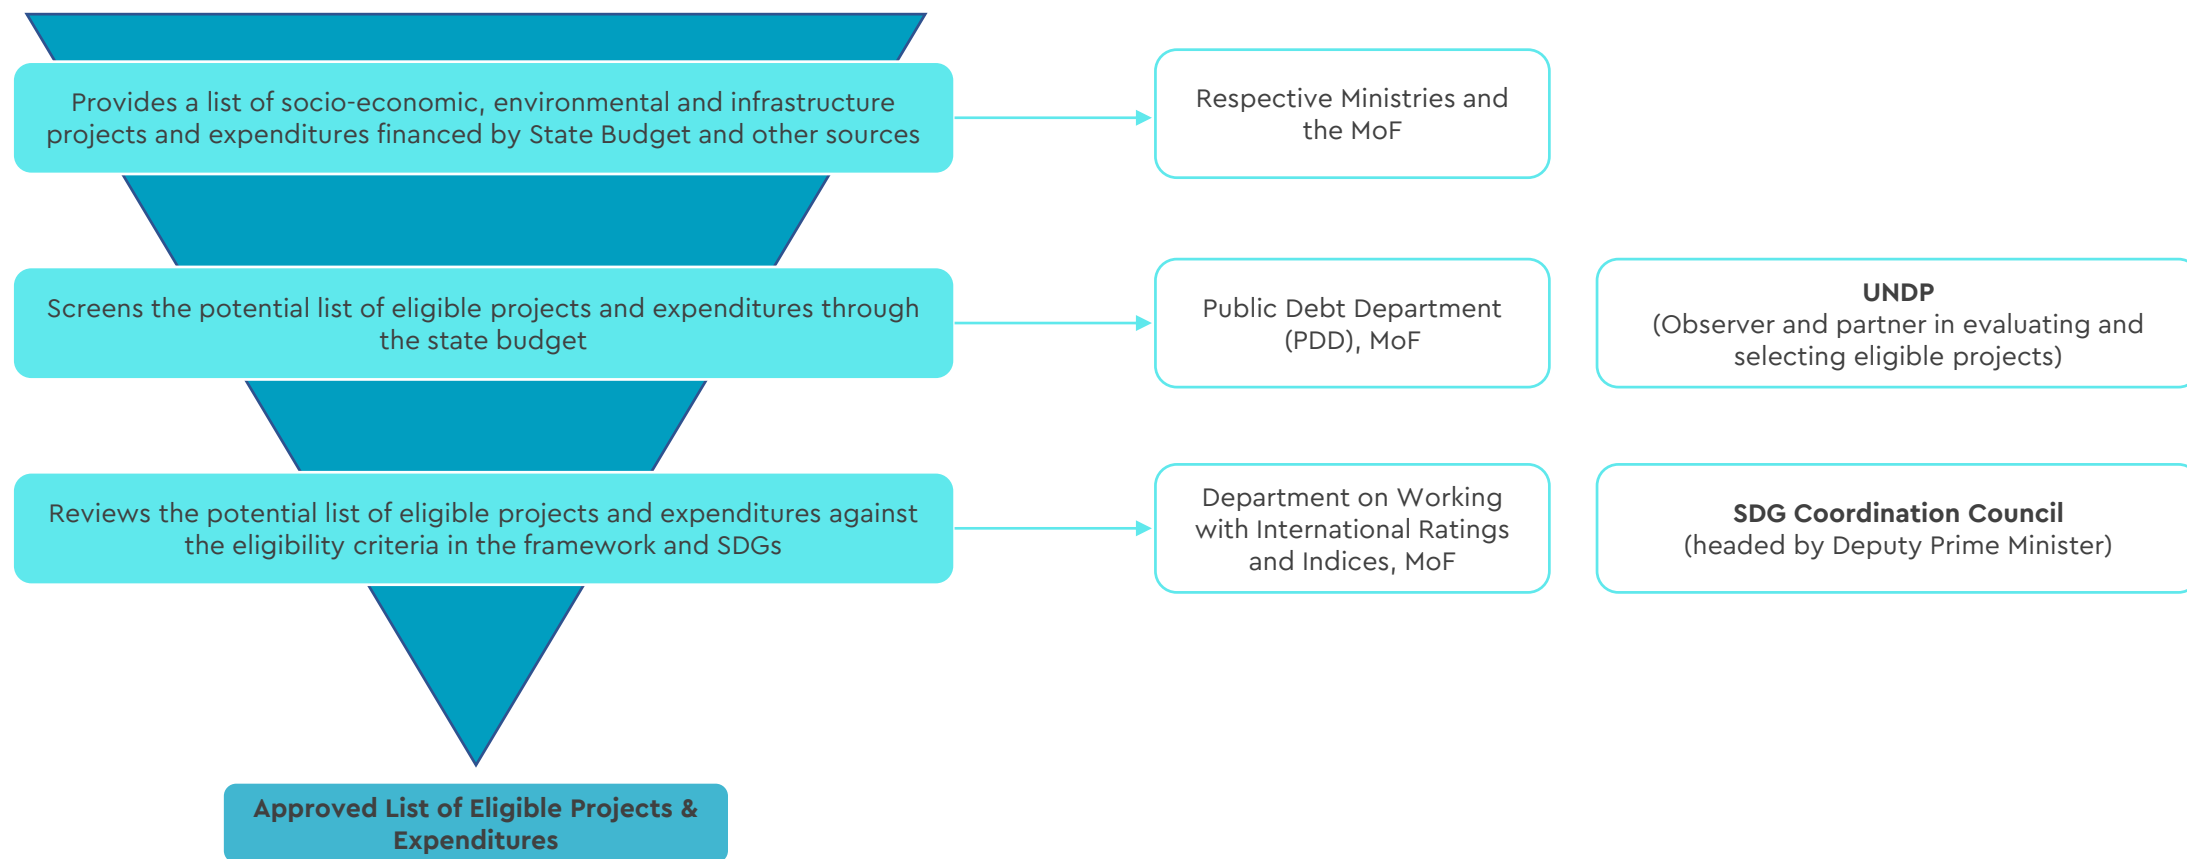 Provides a list of socio-economic, environmental and infrastructure
projects and expenditures financed by State Budget and other sources
Respective Ministries and
the MoF
Screens the potential list of eligible projects and expenditures through
the state budget
Public Debt Department
(PDD), MoF
UNDP
(Observer and partner in evaluating and
selecting eligible projects)
Reviews the potential list of eligible projects and expenditures against
the eligibility criteria in the framework and SDGs
Department on Working
with International Ratings
and Indices, MoF
SDG Coordination Council
(headed by Deputy Prime Minister)
Approved List of Eligible Projects &
Expenditures